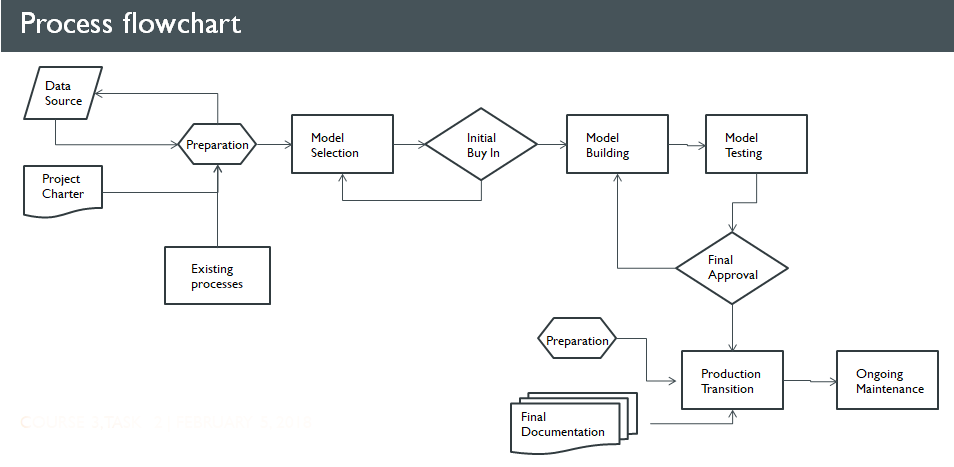 Process flowchart
Data
Source
Preparation
Model
Selection
Initial
Buy In
Model
Building
Model
Testing
Project
Charter
Existing
processes
Final
Approval
Preparation
Production
Transition
Ongoing
Maintenance
Final
Documentation